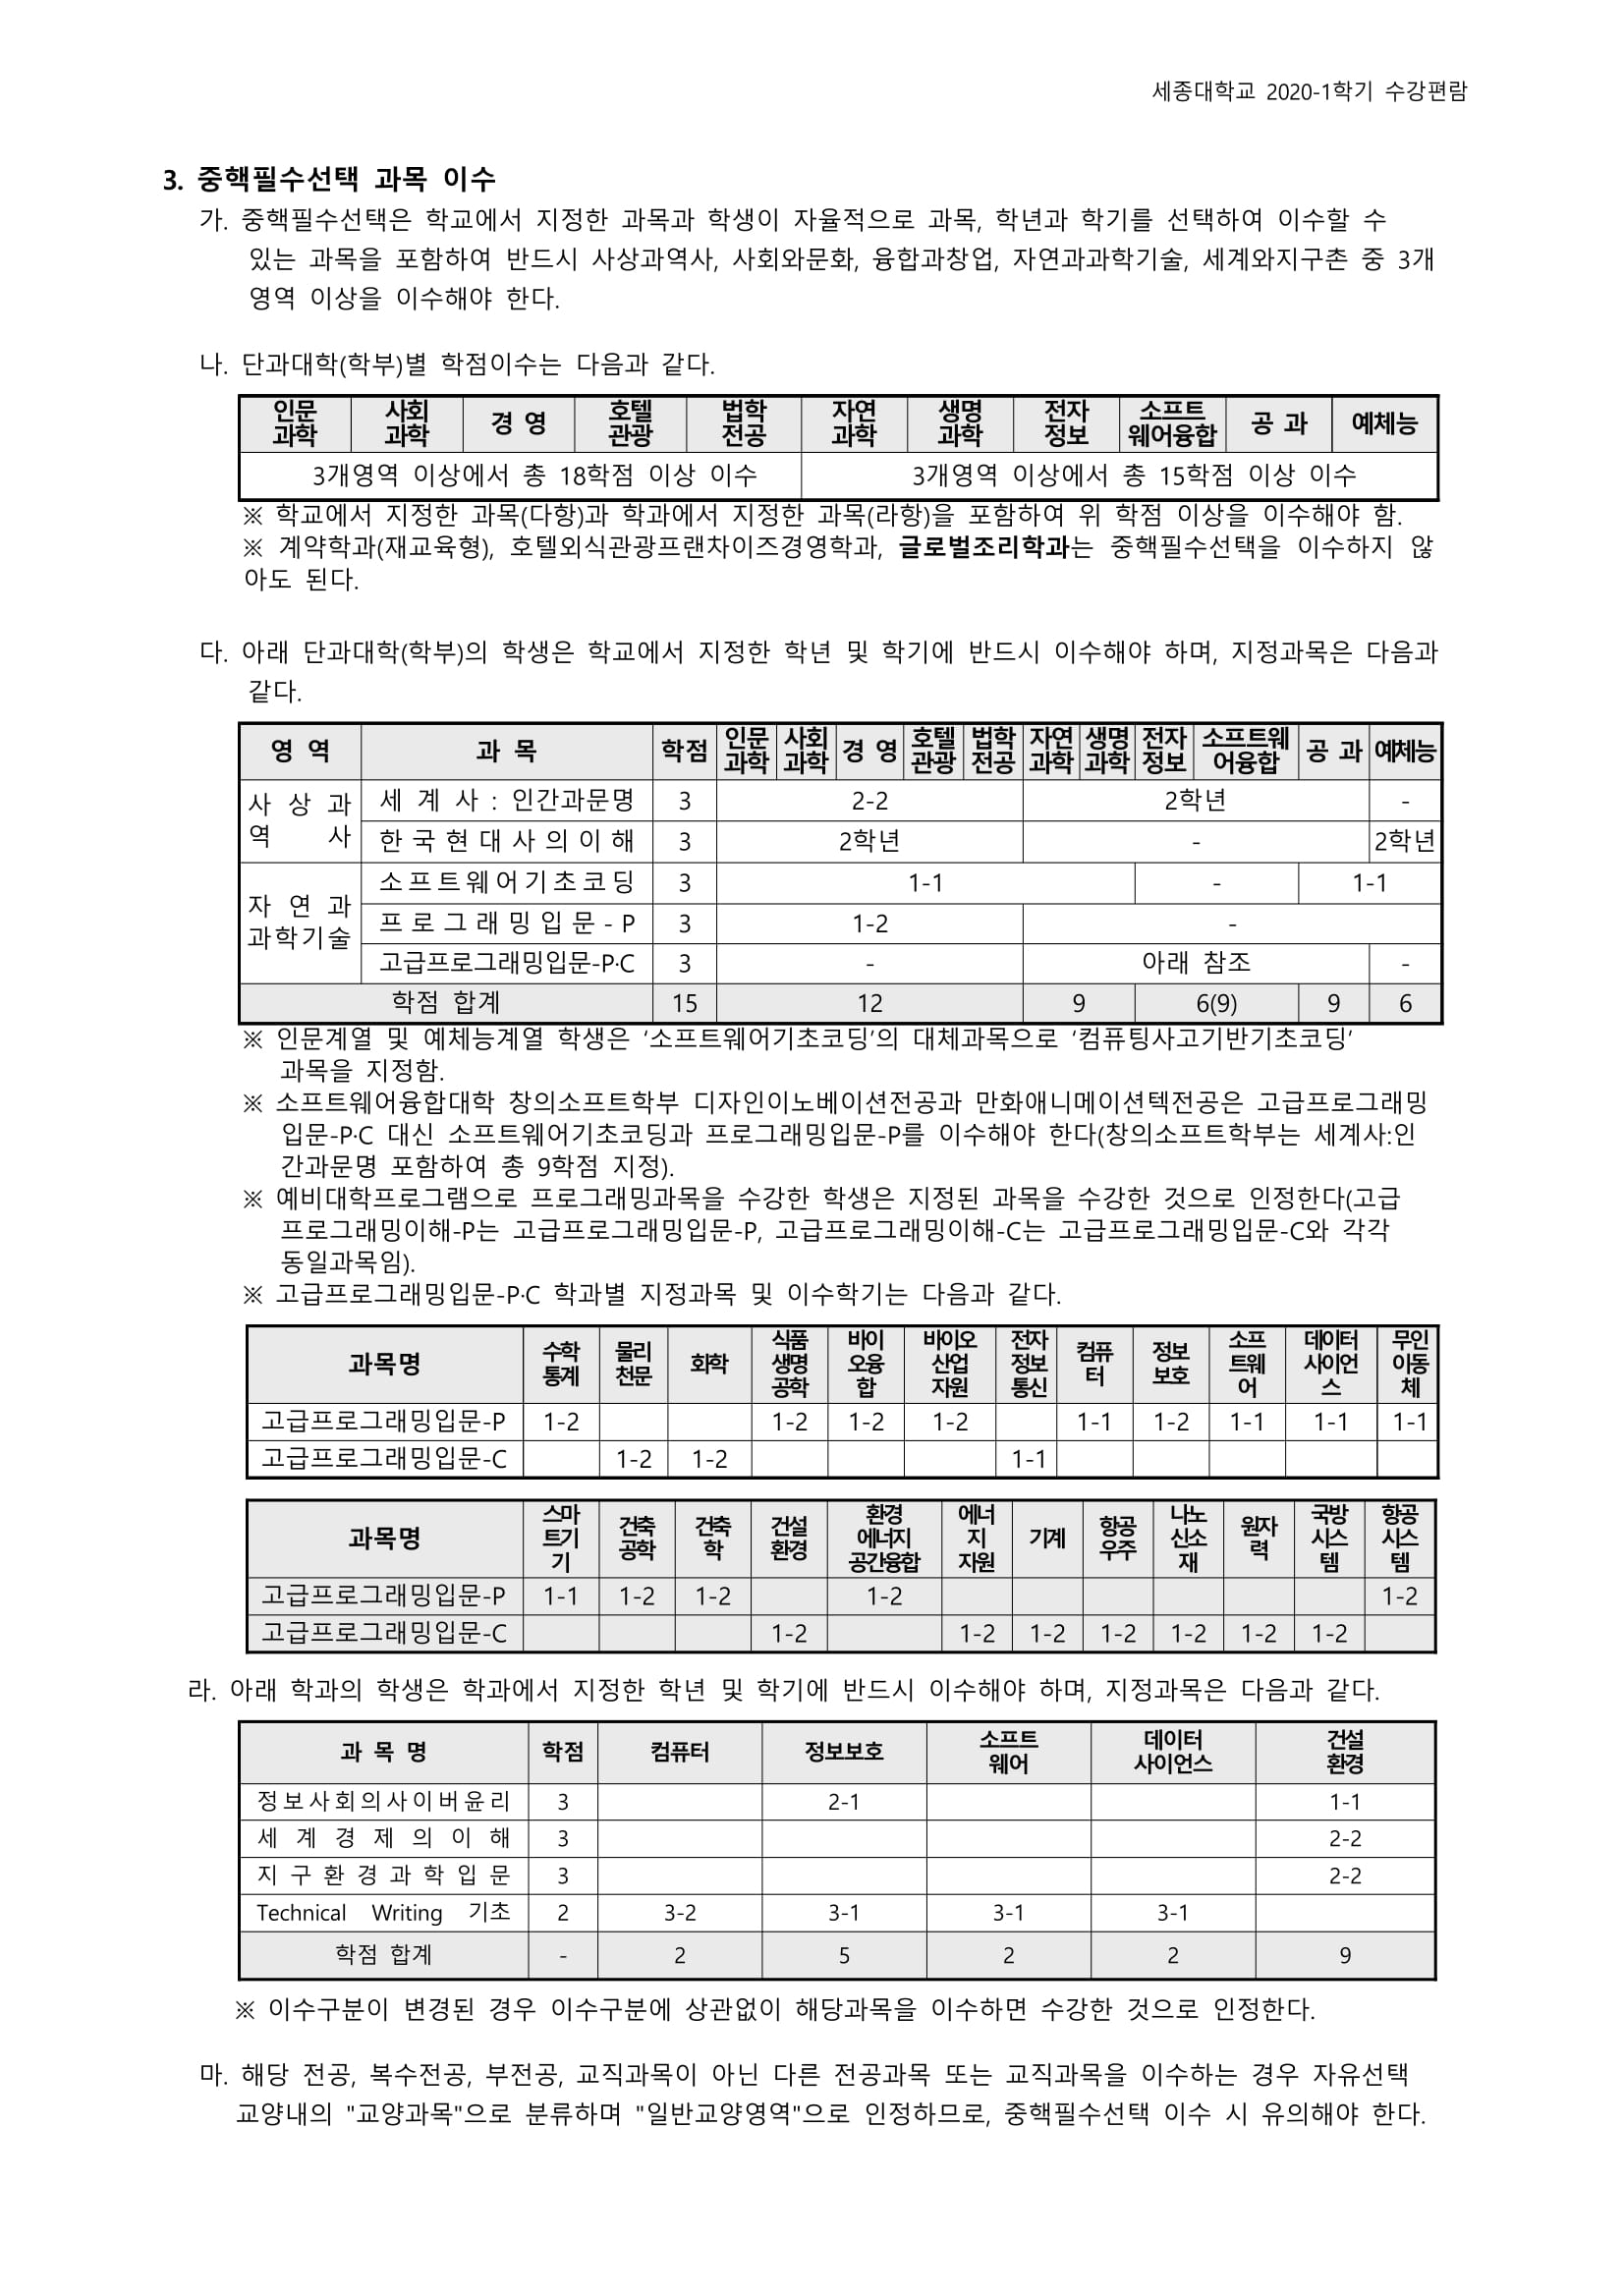 세종대학교 2020-1학기 수강편람
3. 중핵필수선택 과목 이수
가. 중핵필수선택은 학교에서 지정한 과목과 학생이 자율적으로 과목, 학년과 학기를 선택하여 이수할 수
있는 과목을 포함하여 반드시 사상과역사, 사회와문화, 융합과창업, 자연과과학기술, 세계와지구촌 중 3개
영역 이상을 이수해야 한다.
나. 단과대학(학부)별 학점이수는 다음과 같다.
인문과학 사회과학 경 영 호텔관광 법학전공 자연과학 생명과학 전자정보 소프트웨어융합 공 과 예체능
3개영역 이상에서 총 18학점 이상 이수 3개영역 이상에서 총 15학점 이상 이수
※ 학교에서 지정한 과목(다항)과 학과에서 지정한 과목(라항)을 포함하여 위 학점 이상을 이수해야 함.
※ 계약학과(재교육형), 호텔외식관광프랜차이즈경영학과, 글로벌조리학과는 중핵필수선택을 이수하지 않
아도 된다.
다. 아래 단과대학(학부)의 학생은 학교에서 지정한 학년 및 학기에 반드시 이수해야 하며, 지정과목은 다음과
같다.
영 역 과 목 학점 인문과학 사회과학 경 영 호텔관광 법학전공 자연과학 생명과학 전자정보 소프트웨어융합 공 과 예체능
사 상 과 역 사 세 계 사 : 인간과문명 3 2-2 2학년 -
한국현대사의이해 3 2학년 - 2학년
자 연 과 과학기술 소프트웨어기초코딩 3 1-1 - 1-1
프로그래밍입문-P 3 1-2 -
고급프로그래밍입문-P·C 3 - 아래 참조 -
학점 합계 15 12 9 6(9) 9 6
※ 인문계열 및 예체능계열 학생은 ‘소프트웨어기초코딩’의 대체과목으로 ‘컴퓨팅사고기반기초코딩’
과목을 지정함.
※ 소프트웨어융합대학 창의소프트학부 디자인이노베이션전공과 만화애니메이션텍전공은 고급프로그래밍
입문-P·C 대신 소프트웨어기초코딩과 프로그래밍입문-P를 이수해야 한다(창의소프트학부는 세계사:인
간과문명 포함하여 총 9학점 지정).
※ 예비대학프로그램으로 프로그래밍과목을 수강한 학생은 지정된 과목을 수강한 것으로 인정한다(고급
프로그래밍이해-P는 고급프로그래밍입문-P, 고급프로그래밍이해-C는 고급프로그래밍입문-C와 각각
동일과목임).
※ 고급프로그래밍입문-P·C 학과별 지정과목 및 이수학기는 다음과 같다.
과목명 수학통계 물리천문 화학 식품생명공학 바이오융합 바이오산업자원 전자정보통신 컴퓨터 정보보호 소프트웨어 데이터사이언스 무인이동체
고급프로그래밍입문-P 1-2 1-2 1-2 1-2 1-1 1-2 1-1 1-1 1-1
고급프로그래밍입문-C 1-2 1-2 1-1
과목명 스마트기기 건축공학 건축학 건설환경 환경에너지공간융합 에너지자원 기계 항공우주 나노신소재 원자력 국방시스템 항공시스템
고급프로그래밍입문-P 1-1 1-2 1-2 1-2 1-2
고급프로그래밍입문-C 1-2 1-2 1-2 1-2 1-2 1-2 1-2
라. 아래 학과의 학생은 학과에서 지정한 학년 및 학기에 반드시 이수해야 하며, 지정과목은 다음과 같다.
과 목 명 학점 컴퓨터 정보보호 소프트웨어 데이터사이언스 건설환경
정보사회의사이버윤리 3 2-1 1-1
세 계 경 제 의 이 해 3 2-2
지구환경과학입문 3 2-2
Technical Writing 기초 2 3-2 3-1 3-1 3-1
학점 합계 - 2 5 2 2 9
※ 이수구분이 변경된 경우 이수구분에 상관없이 해당과목을 이수하면 수강한 것으로 인정한다.
마. 해당 전공, 복수전공, 부전공, 교직과목이 아닌 다른 전공과목 또는 교직과목을 이수하는 경우 자유선택
교양내의 "교양과목"으로 분류하며 "일반교양영역"으로 인정하므로, 중핵필수선택 이수 시 유의해야 한다.